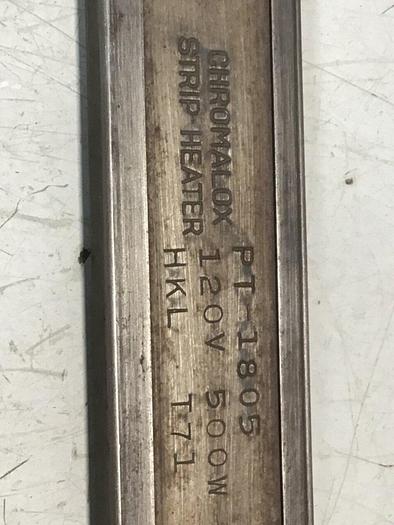 CHROMALOX PT-1805
STRIP HEATER 120V 500W
HKL T71